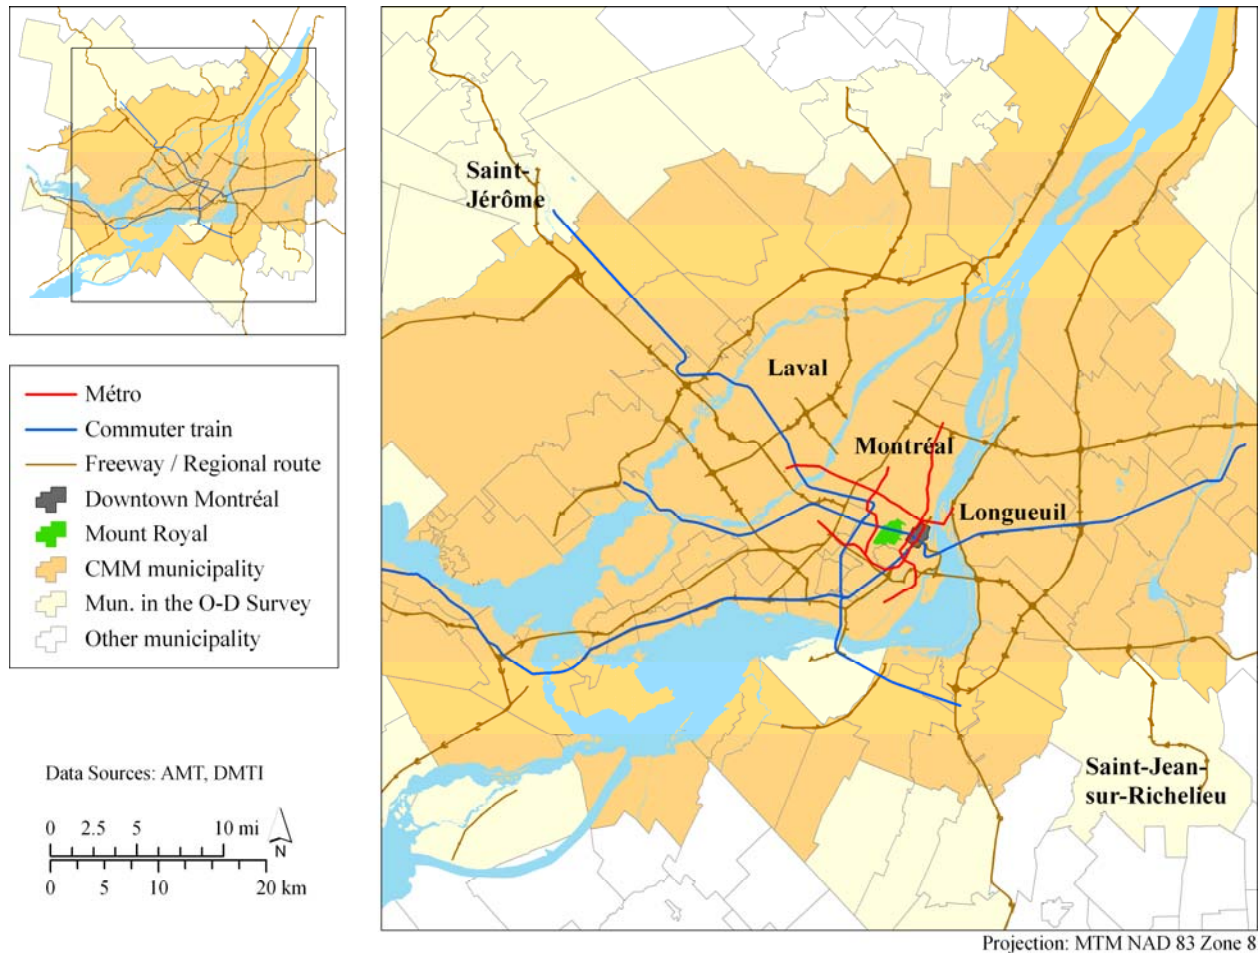 Saint-
Jérôme
Laval
Montréal
Longueuil
Saint-Jean-
sur-Richelieu
Métro
Commuter train
Freeway / Regional route
Downtown Montréal
Mount Royal
CMM municipality
Mun. in the O-D Survey
Other municipality
Data Sources: AMT, DMTI
0 2.5 5 10 mi
N
0 5 10 20 km
Projection: MTM NAD 83 Zone 8